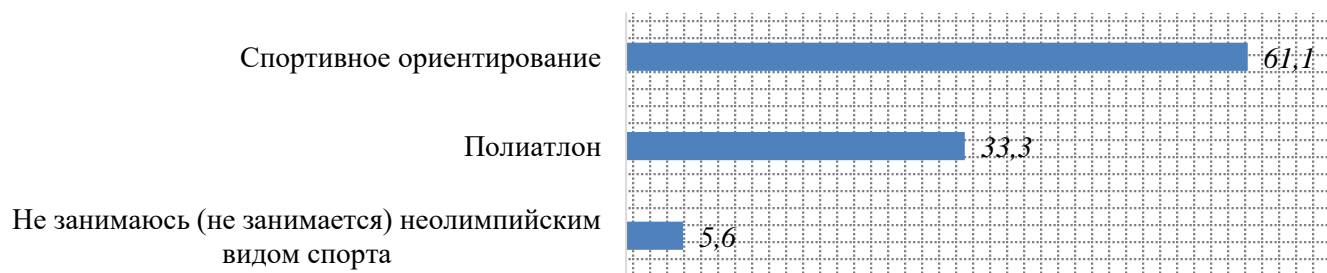 Спортивное ориентирование
61,1
Полиатлон
33,3
Не занимаюсь (не занимается) неолимпийским
видом спорта
5,6